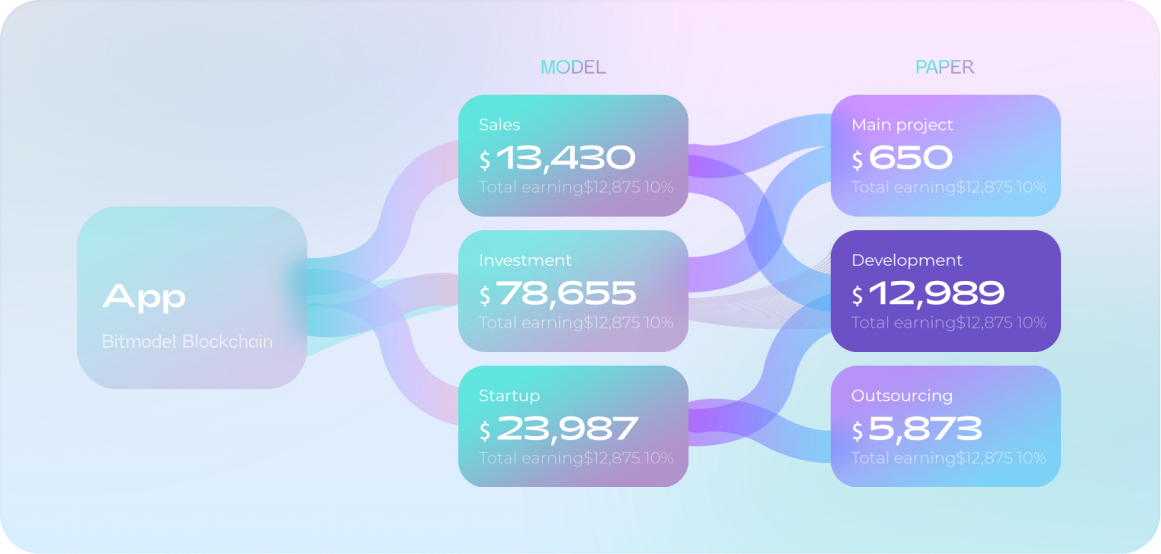 MODEL
PAPER
Sales
$ 13,430
Total earning$12,875 10%
Main project
$ 650
Total earning$12,875 10%
App
Bitmodel Blockchain
Investment
$ 78,655
Total earning$12,875 10%
Development
$ 12,989
Total earning$12,875 10%
Startup
$ 23,987
Total earning$12,875 10%
Outsourcing
$ 5,873
Total earning$12,875 10%